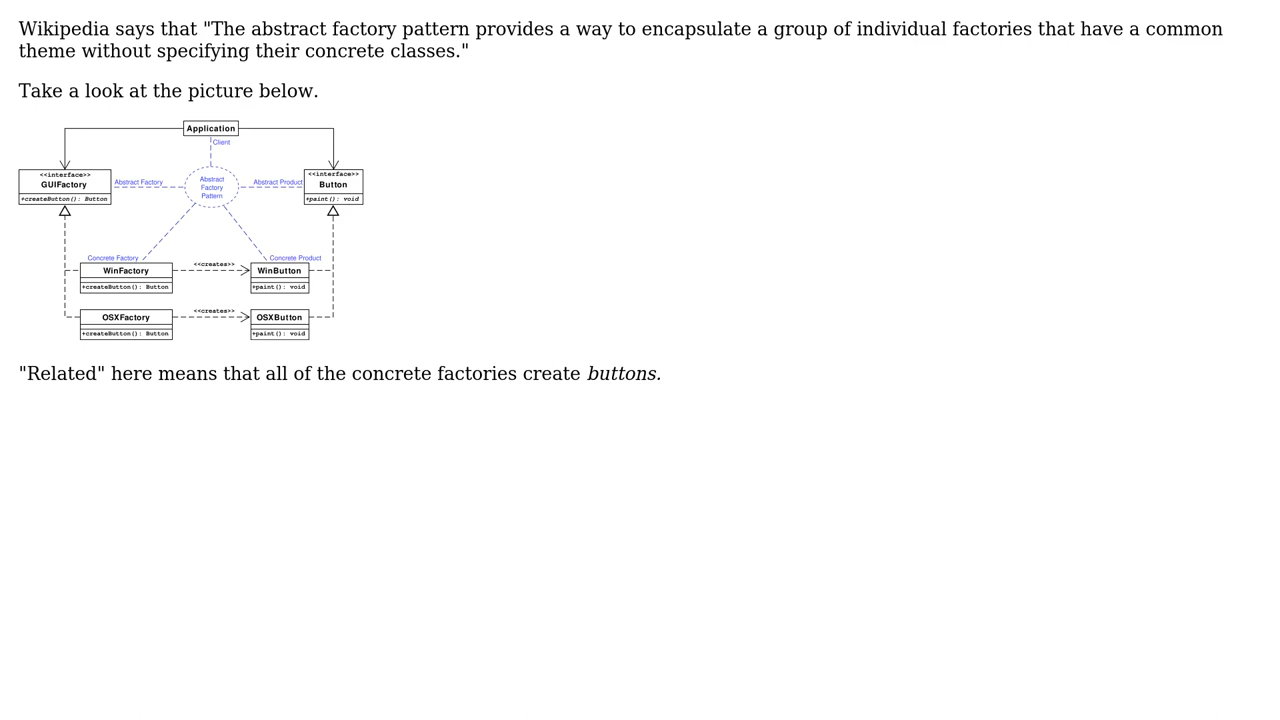 Wikipedia says that "The abstract factory pattern provides a way to encapsulate a group of individual factories that have a common
theme without specifying their concrete classes."
Take a look at the picture below.
Application
Client
<<interface>>
GUIFactory
+createButton(): Button
Abstract Factory
Abstract
Factory
Pattern
Abstract Product
<<interface>>
Button
+paint(): void
Concrete Factory
WinFactory
+createButton(): Button
<<creates>>
Concrete Product
WinButton
+paint(): void
OSXFactory
+createButton(): Button
<<creates>>
OSXButton
+paint(): void
"Related" here means that all of the concrete factories create buttons.